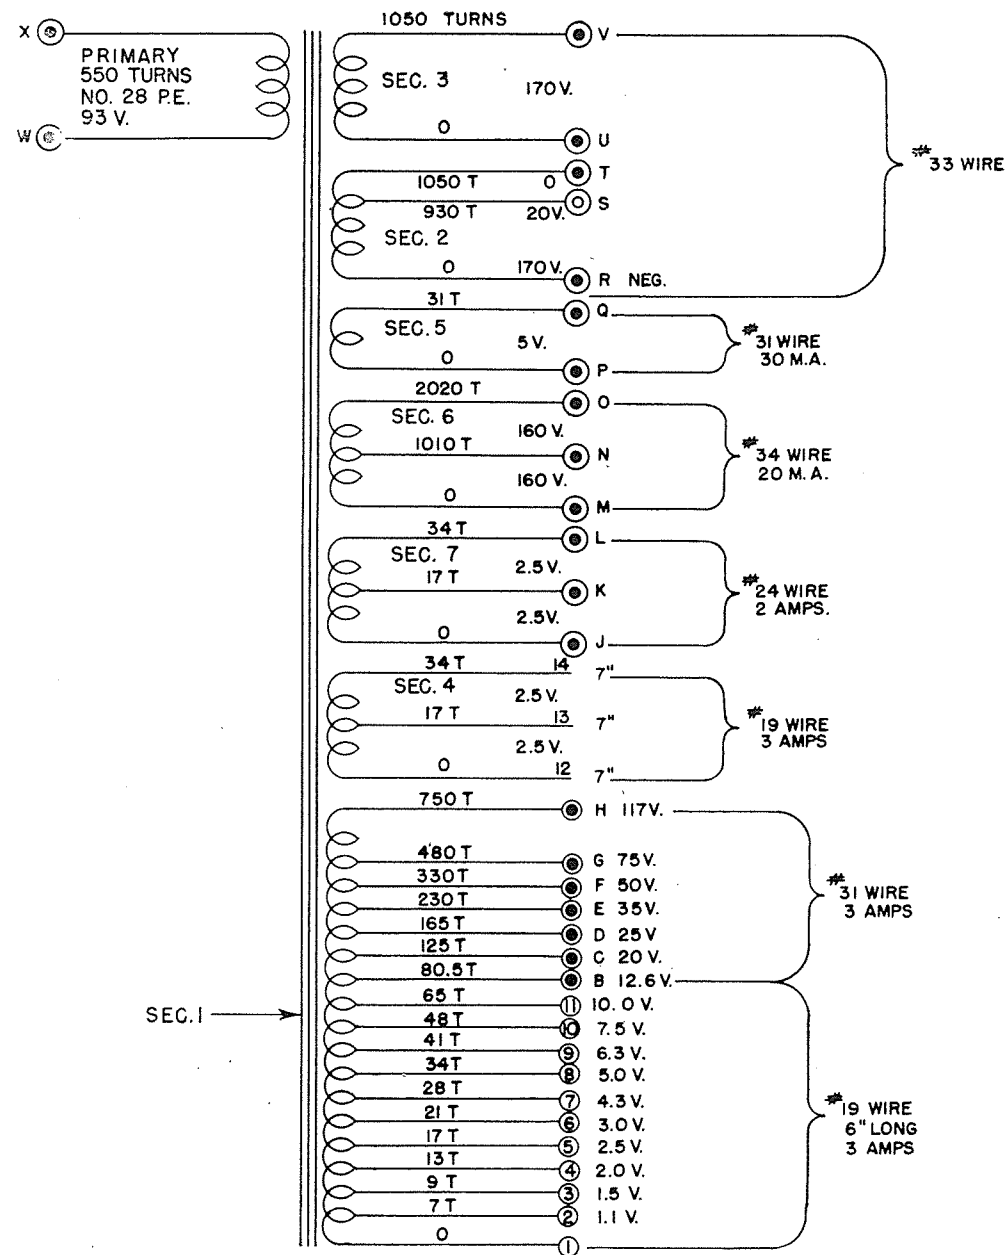 1050 TURNS
X
V
PRIMARY
550 TURNS
NO. 28 P.E.
93 V.
SEC. 3
170V.
W
0
U
#33 WIRE
T
1050 T 0
S
930 T 20V.
SEC. 2
0 170V.
R NEG.
31 T
Q
SEC. 5
5 V.
#31 WIRE
30 M.A.
0
P
2020 T
O
SEC. 6
160 V.
1010 T
N
#34 WIRE
20 M.A.
160 V.
0
M
34 T
L
SEC. 7
2.5 V.
17 T
K
#24 WIRE
2 AMPS.
2.5V.
0
J
34 T 14 7"
SEC. 4
2.5 V.
17 T 13 7"
#19 WIRE
3 AMPS
2.5 V.
0 12 7"
750 T
H 117V.
480 T
G 75V.
330 T
F 50V.
#31 WIRE
3 AMPS
230 T
E 35V.
165 T
D 25V
125 T
C 20 V.
80.5 T
B 12.6V.
65 T
11 10.0 V.
SEC. 1
48 T
10 7.5 V.
41 T
9 6.3 V.
34 T
8 5.0 V.
28 T
7 4.3 V.
21 T
6 3.0 V.
#19 WIRE
6" LONG
3 AMPS
17 T
5 2.5 V.
13 T
4 2.0 V.
9 T
3 1.5 V.
7 T
2 1.1 V.
0
1